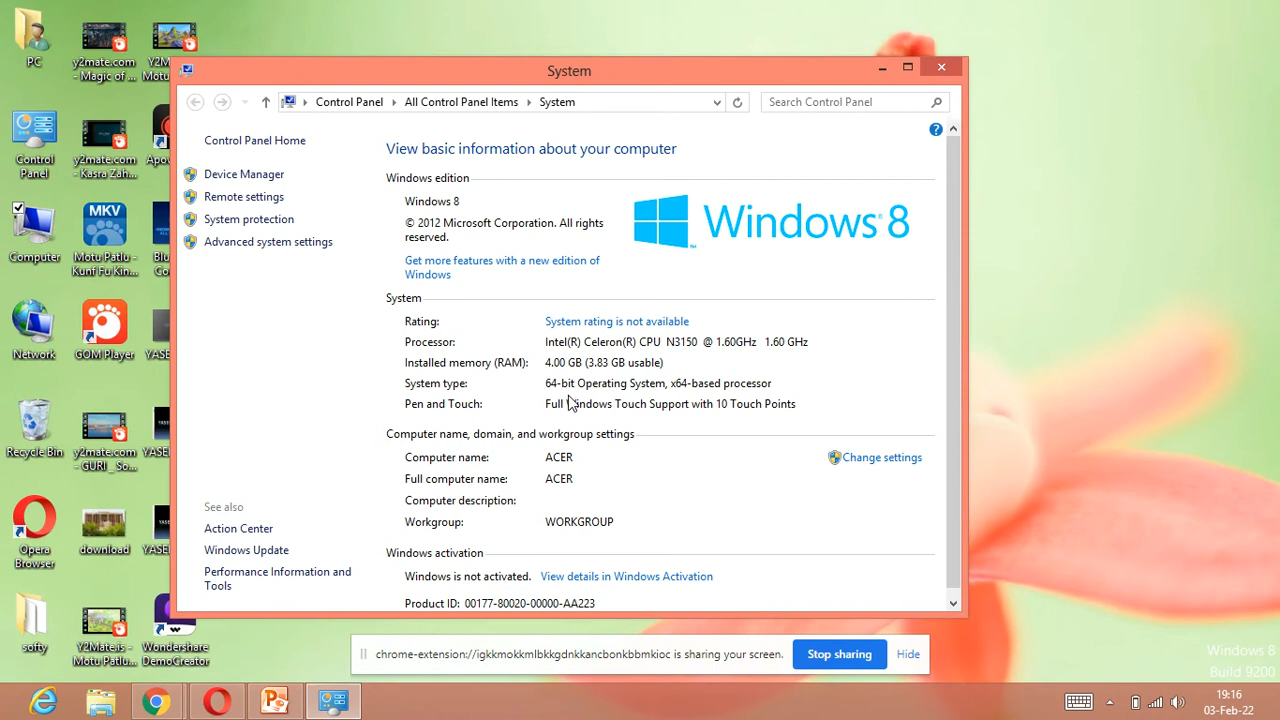 System
Control Panel
All Control Panel Items
System
Search Control Panel
Control Panel Home
Device Manager
Remote settings
System protection
Advanced system settings
See also
Action Center
Windows Update
Performance Information and
Tools
View basic information about your computer
Windows edition
Windows 8
© 2012 Microsoft Corporation. All rights
reserved.
Get more features with a new edition of
Windows
Windows 8
System
Rating: System rating is not available
Processor: Intel(R) Celeron(R) CPU N3150 @ 1.60GHz 1.60 GHz
Installed memory (RAM): 4.00 GB (3.83 GB usable)
System type: 64-bit Operating System, x64-based processor
Pen and Touch: Full Windows Touch Support with 10 Touch Points
Computer name, domain, and workgroup settings
Computer name: ACER
Change settings
Full computer name: ACER
Computer description:
Workgroup: WORKGROUP
Windows activation
Windows is not activated. View details in Windows Activation
Product ID: 00177-80020-00000-AA223
PC
y2mate.com
- Magic of ...
Y2M
Motu
Control
Panel
y2mate.com
- Kasra Zah...
Apo
Computer
MKV
Motu Patlu -
Kung Fu Kin...
Blu
Co
Network
GOM Player
YASE
Recycle Bin
y2mate.com
- GURI _ So...
YASE
Opera
Browser
download
YASE
softy
Y2Mate.is -
Motu Patlu...
Wondershare
DemoCreator
chrome-extension://igkkmokkmlbkkgdnkkancbonkbbmkioc is sharing your screen.
Stop sharing
Hide
Windows 8
Build 9200
19:16
03-Feb-22